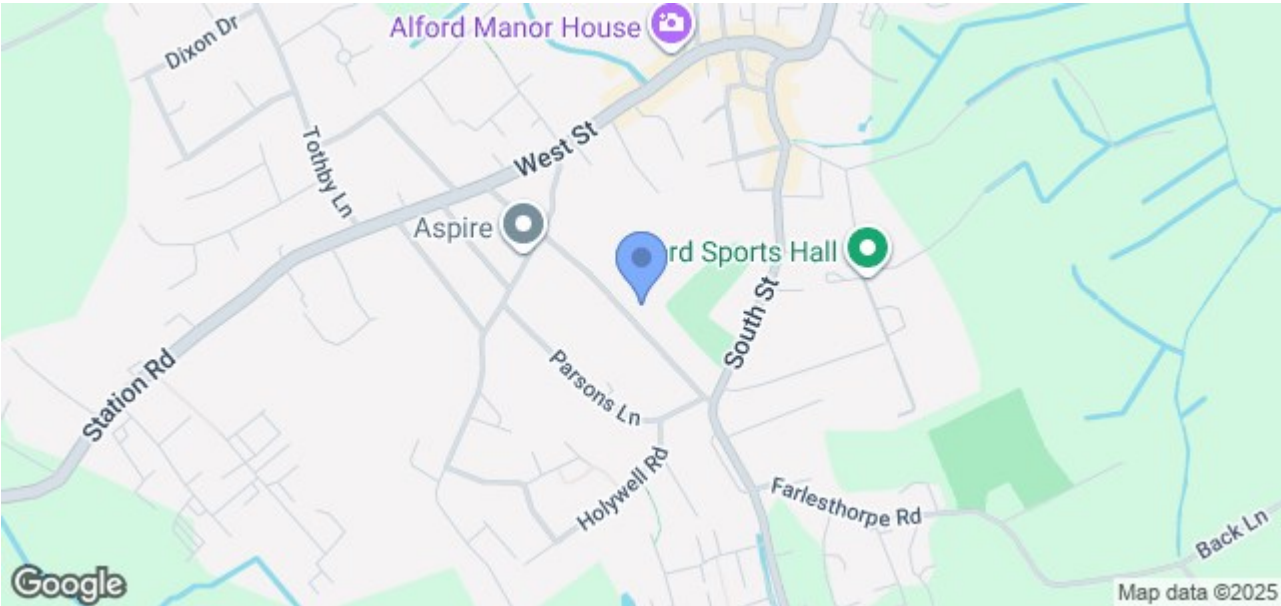 Alford Manor House
Dixon Dr
Tothby Ln
West St
Aspire
rd Sports Hall
South St
Station Rd
Parsons Ln
Holywell Rd
Farlesthorpe Rd
Back Ln
Google
Map data ©2025